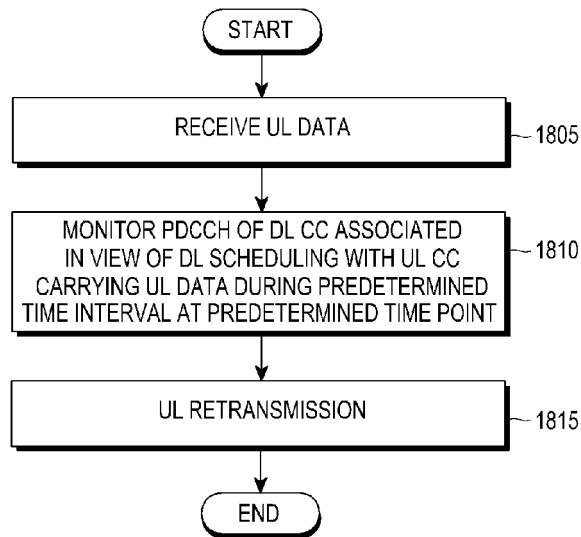 START
RECEIVE UL DATA
1805
MONITOR PDCCH OF DL CC ASSOCIATED
IN VIEW OF DL SCHEDULING WITH UL CC
CARRYING UL DATA DURING PREDETERMINED
TIME INTERVAL AT PREDETERMINED TIME POINT
1810
UL RETRANSMISSION
1815
END